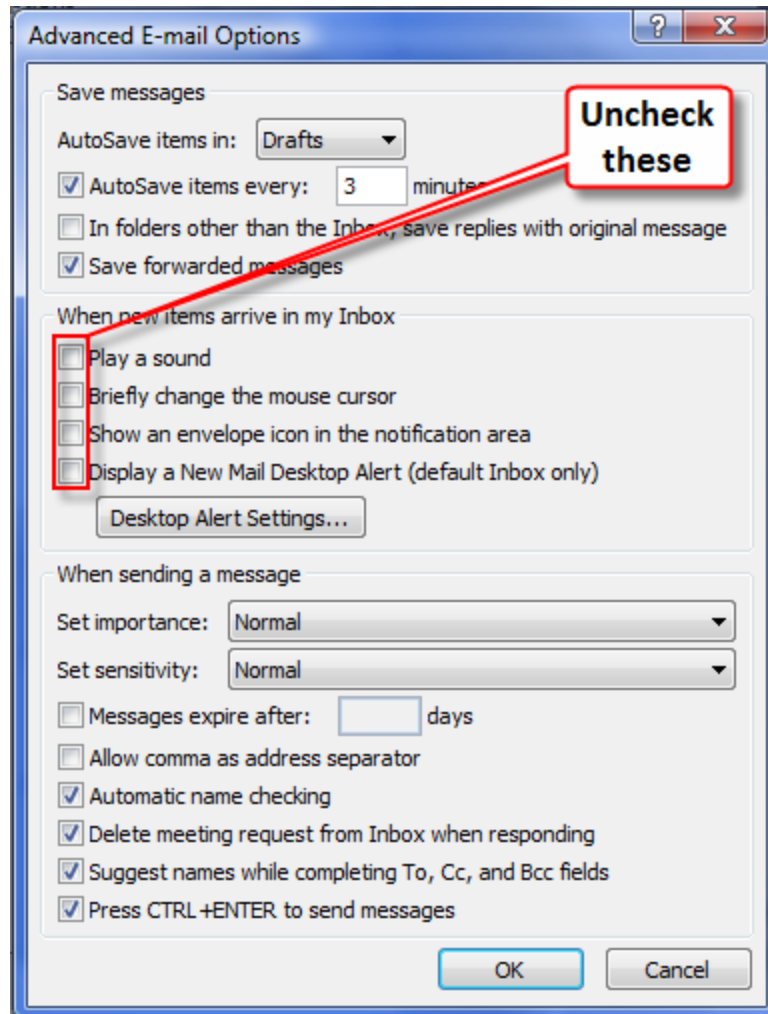 Advanced E-mail Options
Save messages
Uncheck
these
AutoSave items in: Drafts
AutoSave items every: 3 minutes
In folders other than the Inbox, save replies with original message
Save forwarded messages
When new items arrive in my Inbox
Play a sound
Briefly change the mouse cursor
Show an envelope icon in the notification area
Display a New Mail Desktop Alert (default Inbox only)
Desktop Alert Settings...
When sending a message
Set importance: Normal
Set sensitivity: Normal
Messages expire after: days
Allow comma as address separator
Automatic name checking
Delete meeting request from Inbox when responding
Suggest names while completing To, Cc, and Bcc fields
Press CTRL+ENTER to send messages
OK Cancel